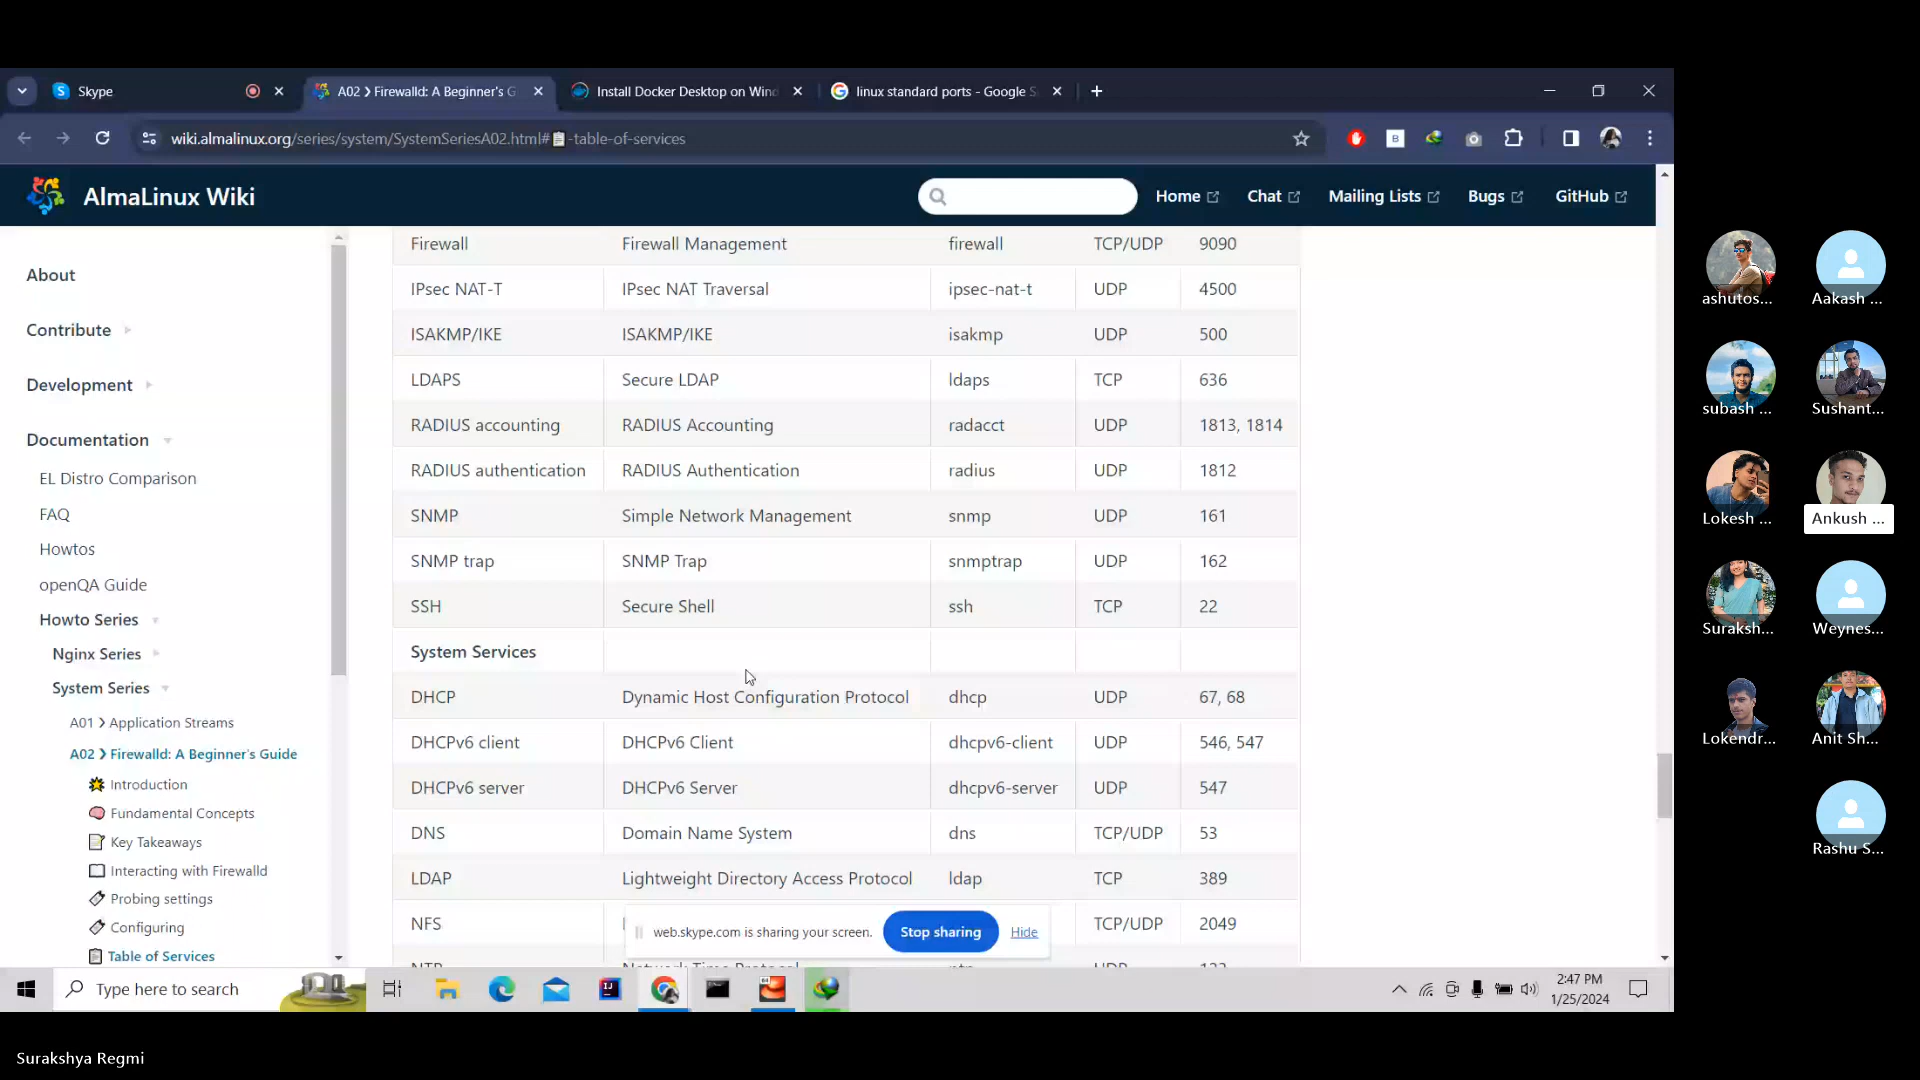 Skype
A02 ❯ Firewalld: A Beginner's G
Install Docker Desktop on Wind
linux standard ports - Google S
wiki.almalinux.org/series/system/SystemSeriesA02.html#📋-table-of-services
AlmaLinux Wiki
Home
Chat
Mailing Lists
Bugs
GitHub
About
Contribute
Development
Documentation
EL Distro Comparison
FAQ
Howtos
openQA Guide
Howto Series
Nginx Series
System Series
A01 ❯ Application Streams
A02 ❯ Firewalld: A Beginner's Guide
Introduction
Fundamental Concepts
Key Takeaways
Interacting with Firewalld
Probing settings
Configuring
Table of Services
Firewall Firewall Management firewall TCP/UDP 9090
IPsec NAT-T IPsec NAT Traversal ipsec-nat-t UDP 4500
ISAKMP/IKE ISAKMP/IKE isakmp UDP 500
LDAPS Secure LDAP ldaps TCP 636
RADIUS accounting RADIUS Accounting radacct UDP 1813, 1814
RADIUS authentication RADIUS Authentication radius UDP 1812
SNMP Simple Network Management snmp UDP 161
SNMP trap SNMP Trap snmptrap UDP 162
SSH Secure Shell ssh TCP 22
System Services
DHCP Dynamic Host Configuration Protocol dhcp UDP 67, 68
DHCPv6 client DHCPv6 Client dhcpv6-client UDP 546, 547
DHCPv6 server DHCPv6 Server dhcpv6-server UDP 547
DNS Domain Name System dns TCP/UDP 53
LDAP Lightweight Directory Access Protocol ldap TCP 389
NFS TCP/UDP 2049
Network Time Protocol
web.skype.com is sharing your screen.
Stop sharing
Hide
Type here to search
2:47 PM
1/25/2024
ashutos...
Aakash ...
subash ...
Sushant...
Lokesh ...
Ankush ...
Suraksh...
Weynes...
Lokendr...
Anit Sh...
Rashu S...
Surakshya Regmi